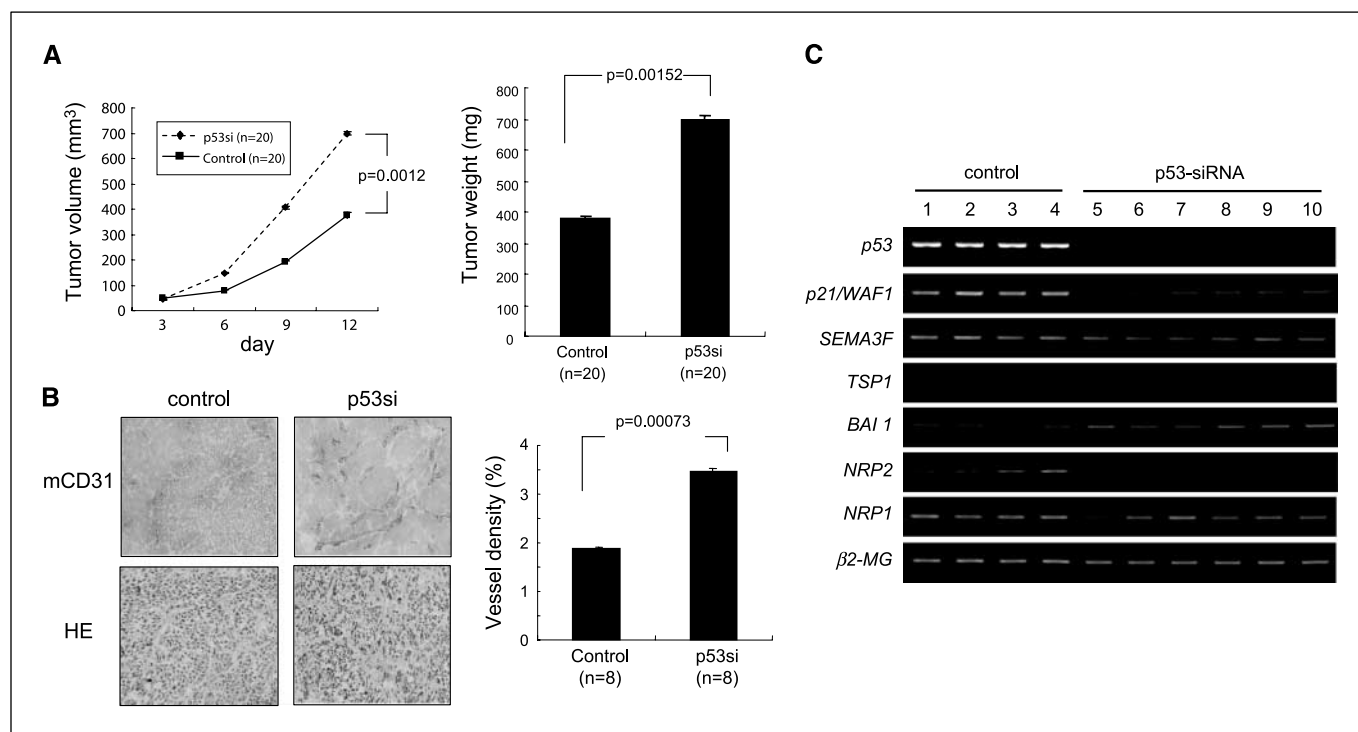 A
Tumor volume (mm³)
800
700
600
500
400
300
200
100
0
p53si (n=20)
Control (n=20)
p=0.0012
3 6 9 12
day
p=0.00152
Tumor weight (mg)
800
700
600
500
400
300
200
100
0
Control p53si
(n=20) (n=20)
B
control p53si
mCD31
HE
p=0.00073
Vessel density (%)
4
3
2
1
0
Control p53si
(n=8) (n=8)
C
control p53-siRNA
1 2 3 4 5 6 7 8 9 10
p53
p21/WAF1
SEMA3F
TSP1
BAI 1
NRP2
NRP1
β2-MG